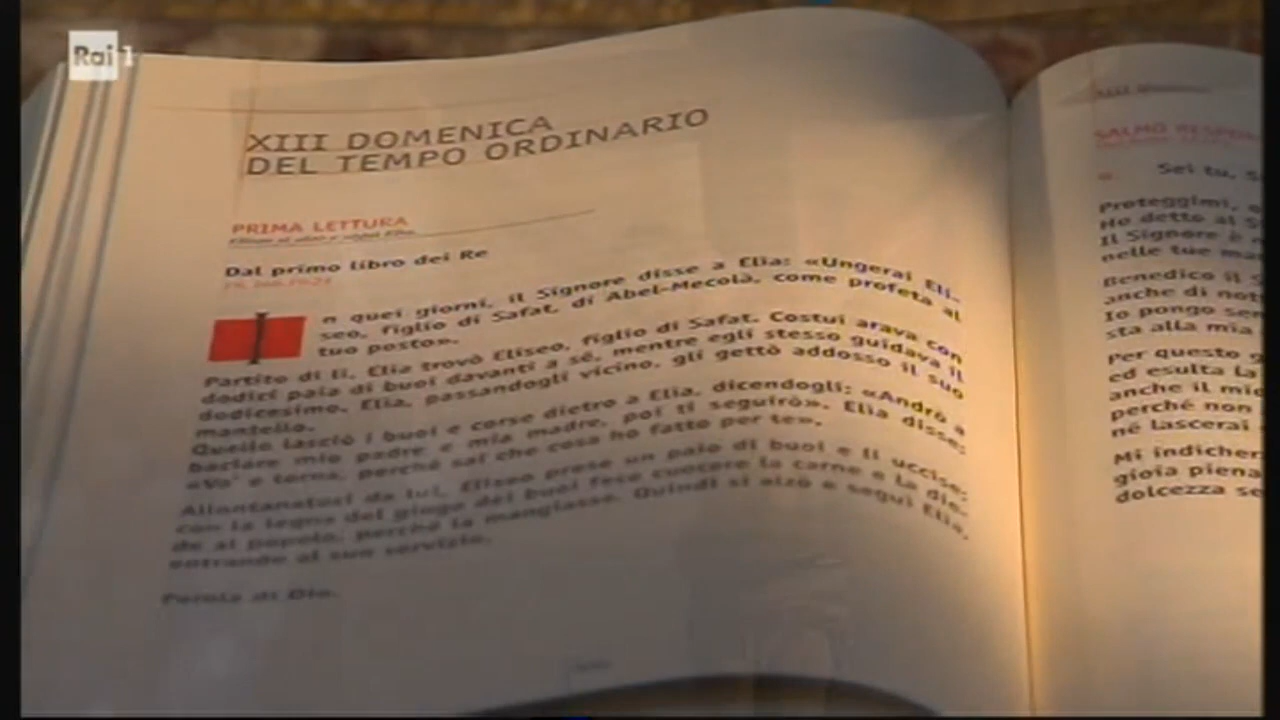 Rai 1
XIII DOMENICA
DEL TEMPO ORDINARIO
PRIMA LETTURA
Dal primo libro dei Re
In quei giorni, il Signore disse a Elia: «Ungerai Eli-
seo, figlio di Safat, di Abel-Mecolà, come profeta al
tuo posto».
Partito di lì, Elia trovò Eliseo, figlio di Safat. Costui arava con
dodici paia di buoi davanti a sé, mentre egli stesso guidava il
dodicesimo. Elia, passandogli vicino, gli gettò addosso il suo
mantello.
Quello lasciò i buoi e corse dietro a Elia, dicendogli: «Andrò a
baciare mio padre e mia madre, poi ti seguirò». Elia disse:
«Va' e torna, perché sai che cosa ho fatto per te».
Allontanatosi da lui, Eliseo prese un paio di buoi e li uccise;
con la legna del giogo dei buoi fece cuocere la carne e la die-
de al popolo, perché la mangiasse. Quindi si alzò e seguì Elia,
entrando al suo servizio.
Parola di Dio.
SALMO RESPON
Sei tu, S
Proteggimi, o
Ho detto al S
Il Signore è
nelle tue ma
Benedico il S
anche di not
Io pongo sem
sta alla mia
Per questo g
ed esulta la
anche il mio
perché non
né lascerai
Mi indicher
gioia piena
dolcezza se